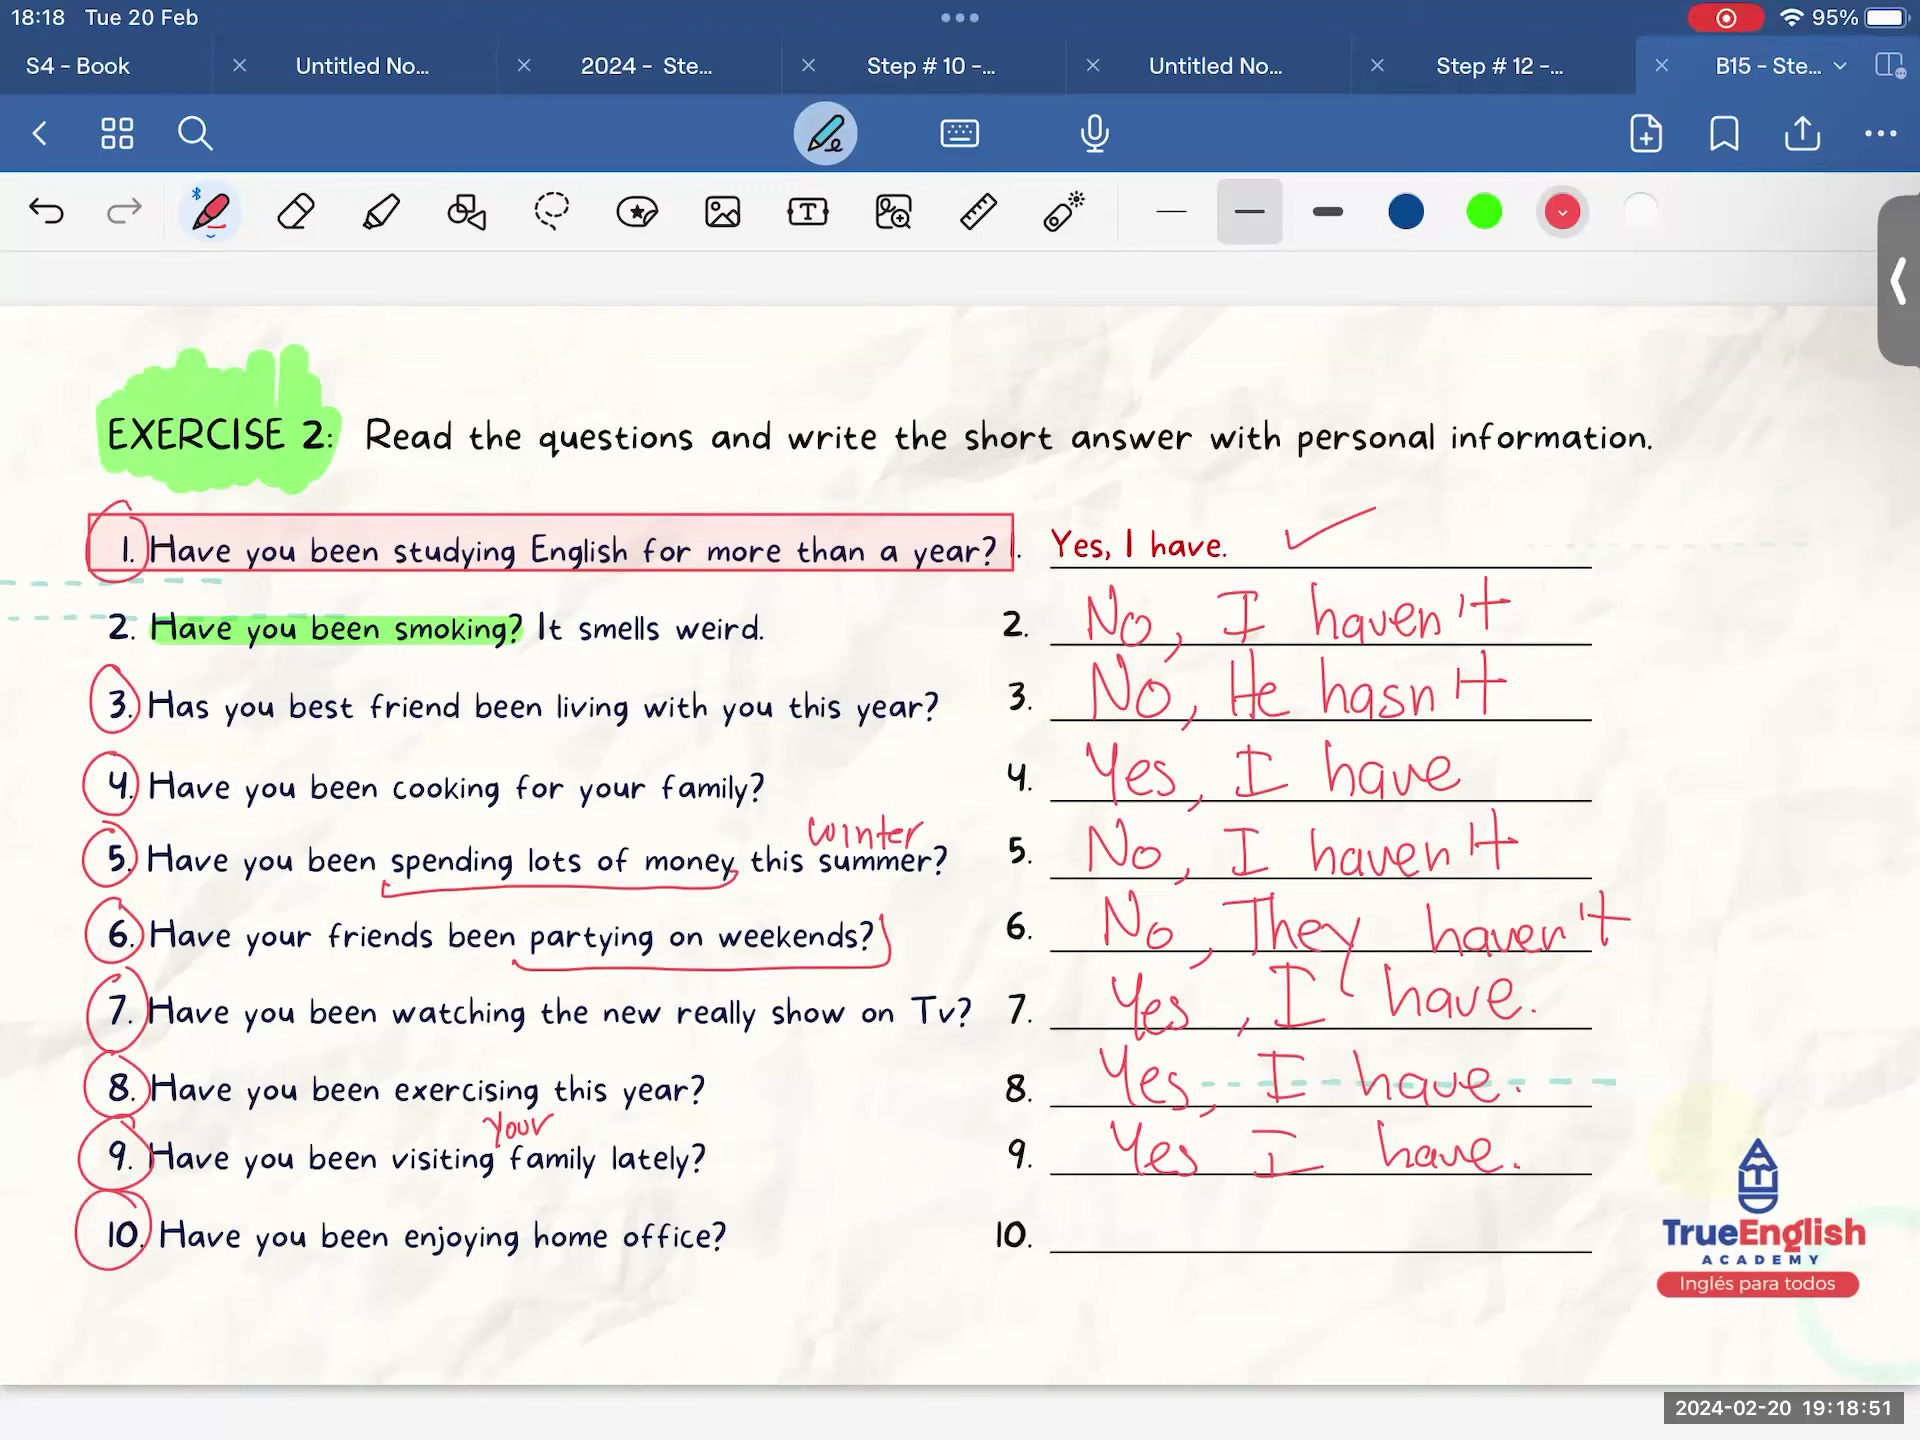 18:18 Tue 20 Feb 95%
S4 - Book × Untitled No... × 2024 - Ste... × Step # 10 -... × Untitled No... × Step # 12 -... × B15 - Ste...
EXERCISE 2: Read the questions and write the short answer with personal information.
1. Have you been studying English for more than a year? . Yes, I have.
2. Have you been smoking? It smells weird. 2. No, I haven't
3. Has you best friend been living with you this year? 3. No, He hasn't
4. Have you been cooking for your family? 4. Yes, I have
winter
5. Have you been spending lots of money this summer? 5. No, I haven't
6. Have your friends been partying on weekends? 6. No, They haven't
7. Have you been watching the new really show on Tv? 7. Yes, I have.
8. Have you been exercising this year? 8. Yes, I have.
your
9. Have you been visiting family lately? 9. Yes I have.
10. Have you been enjoying home office? 10.
TrueEnglish
ACADEMY
Inglés para todos
2024-02-20 19:18:51